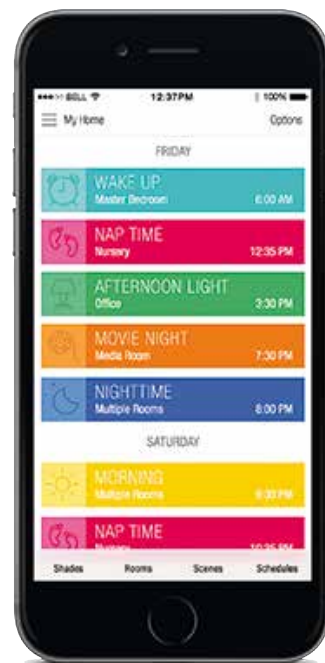 BELL 12:37PM 100%
My Home Options
FRIDAY
WAKE UP
Master Bedroom 6:00 AM
NAP TIME
Nursery 12:35 PM
AFTERNOON LIGHT
Office 2:30 PM
MOVIE NIGHT
Media Room 7:30 PM
NIGHTTIME
Multiple Rooms 8:00 PM
SATURDAY
MORNING
Multiple Rooms
NAP TIME
Nursery
Shades Rooms Scenes Schedules